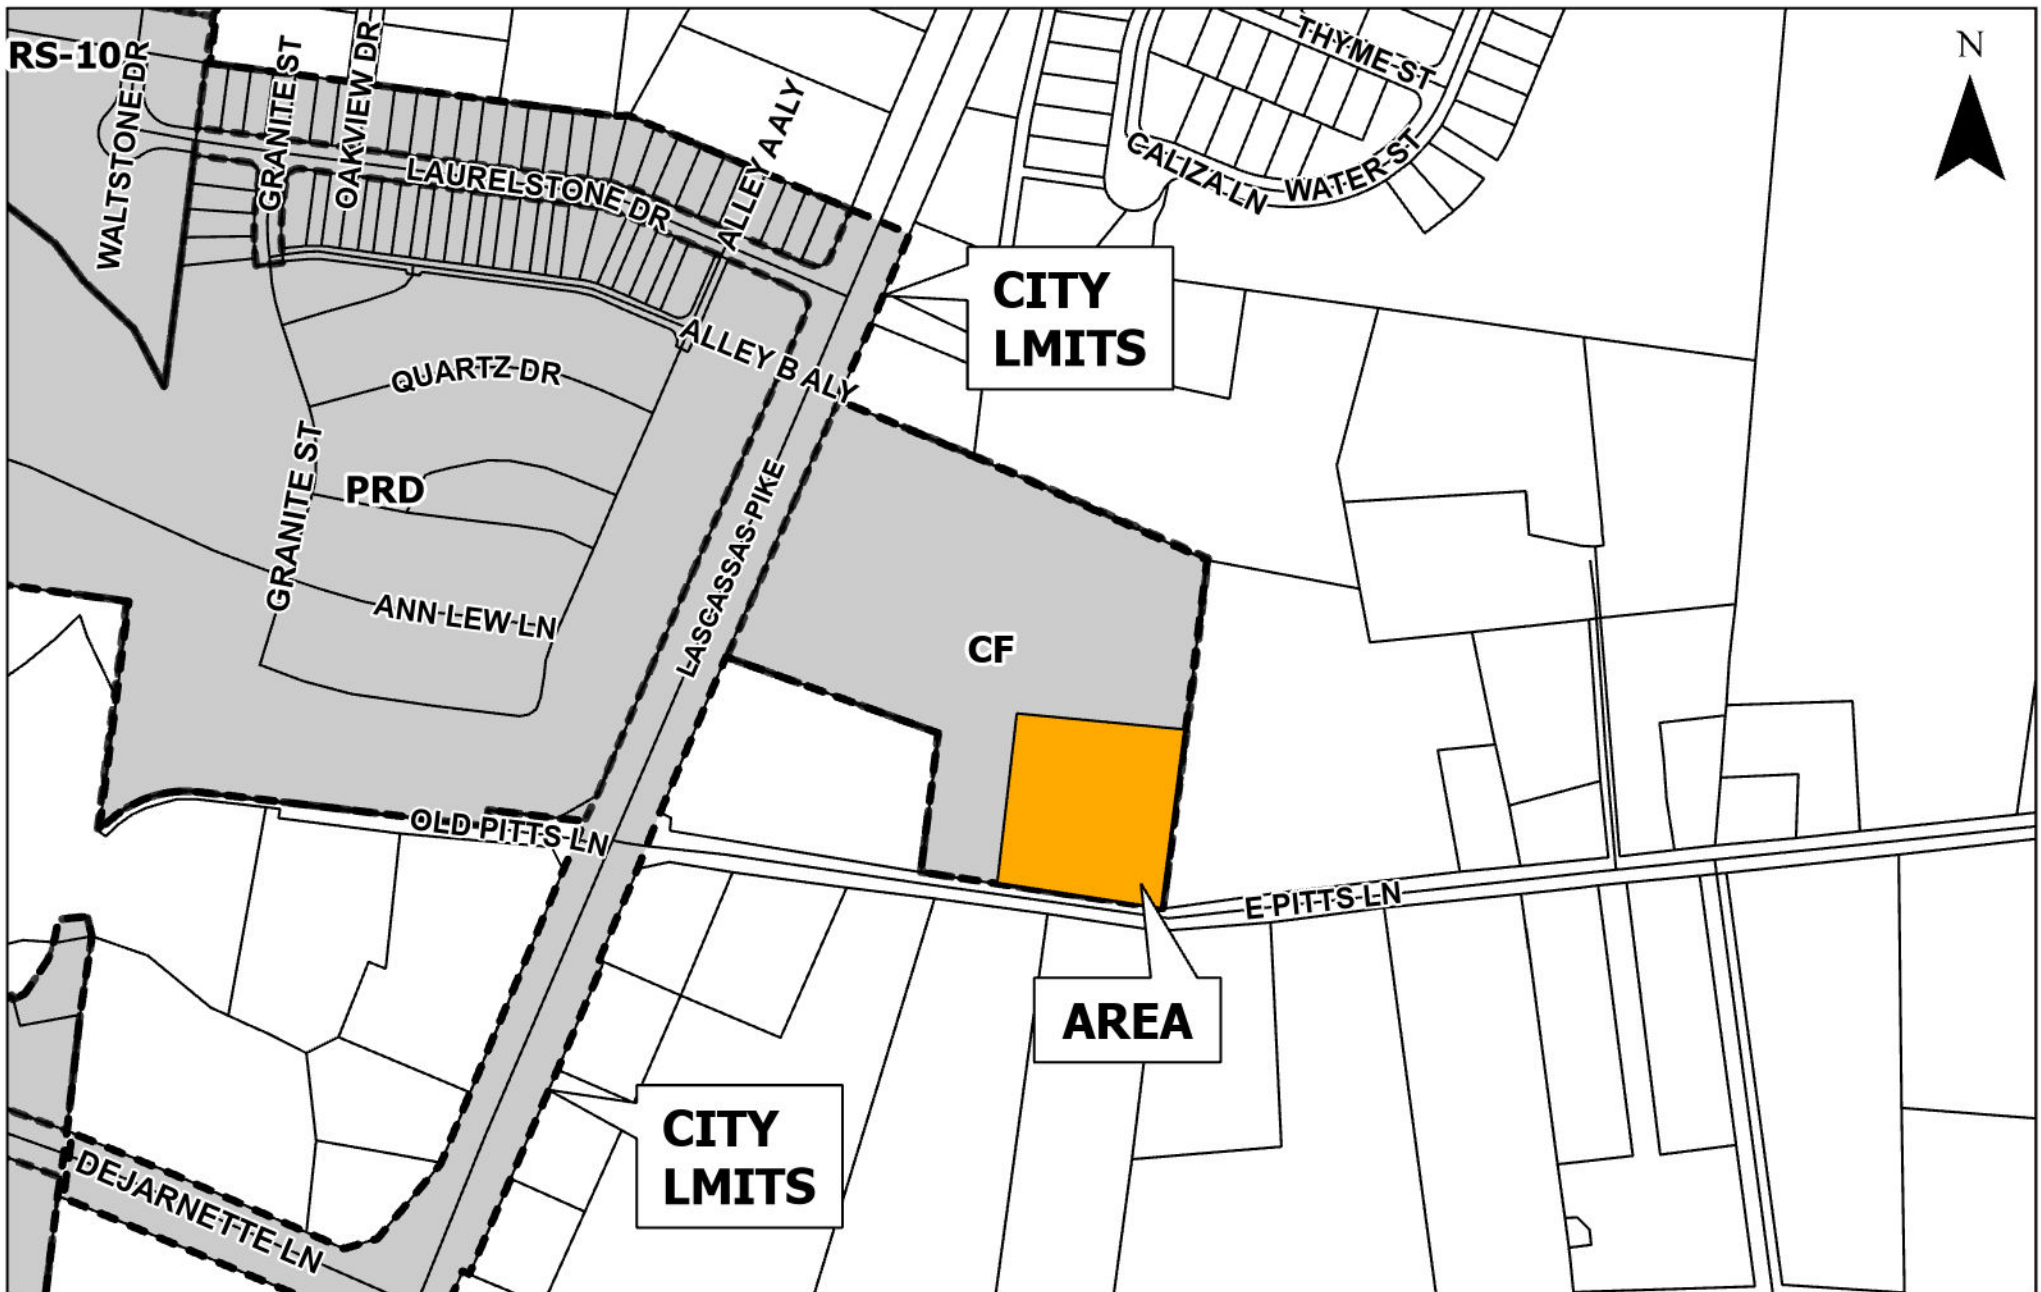 N
RS-10
WALTSTONE DR
GRANITE ST
OAKVIEW DR
LAURELSTONE DR
ALLEY A ALY
THYME ST
CALIZA LN
WATER ST
CITY
LMITS
ALLEY B ALY
QUARTZ DR
GRANITE ST
PRD
LASCASSAS PIKE
ANN LEW LN
CF
OLD PITTS LN
E PITTS LN
AREA
CITY
LMITS
DEJARNETTE LN